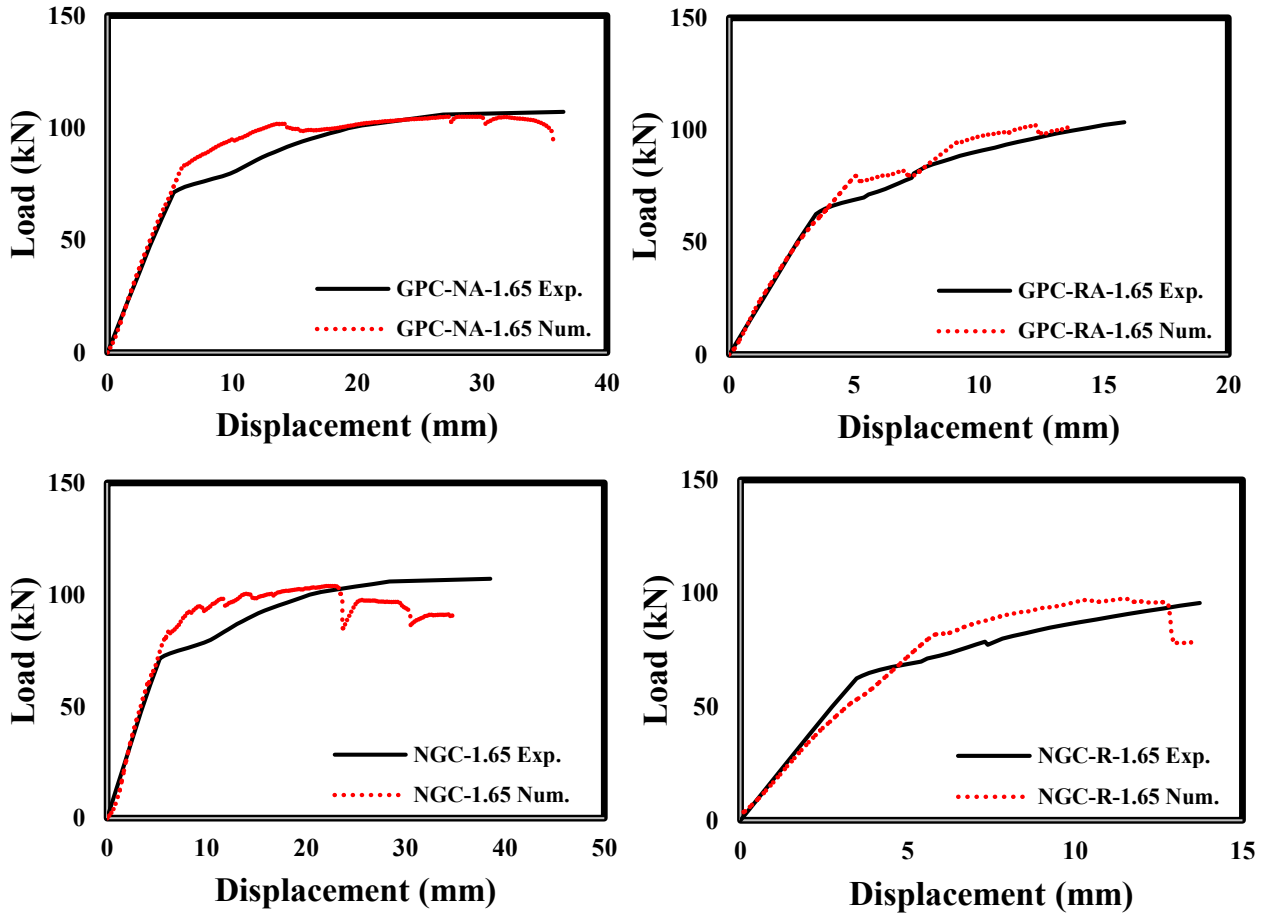 150
100
50
0
Load (kN)
GPC-NA-1.65 Exp.
GPC-NA-1.65 Num.
0 10 20 30 40
Displacement (mm)
150
100
50
0
Load (kN)
GPC-RA-1.65 Exp.
GPC-RA-1.65 Num.
0 5 10 15 20
Displacement (mm)
150
100
50
0
Load (kN)
NGC-1.65 Exp.
NGC-1.65 Num.
0 10 20 30 40 50
Displacement (mm)
150
100
50
0
Load (kN)
NGC-R-1.65 Exp.
NGC-R-1.65 Num.
0 5 10 15
Displacement (mm)